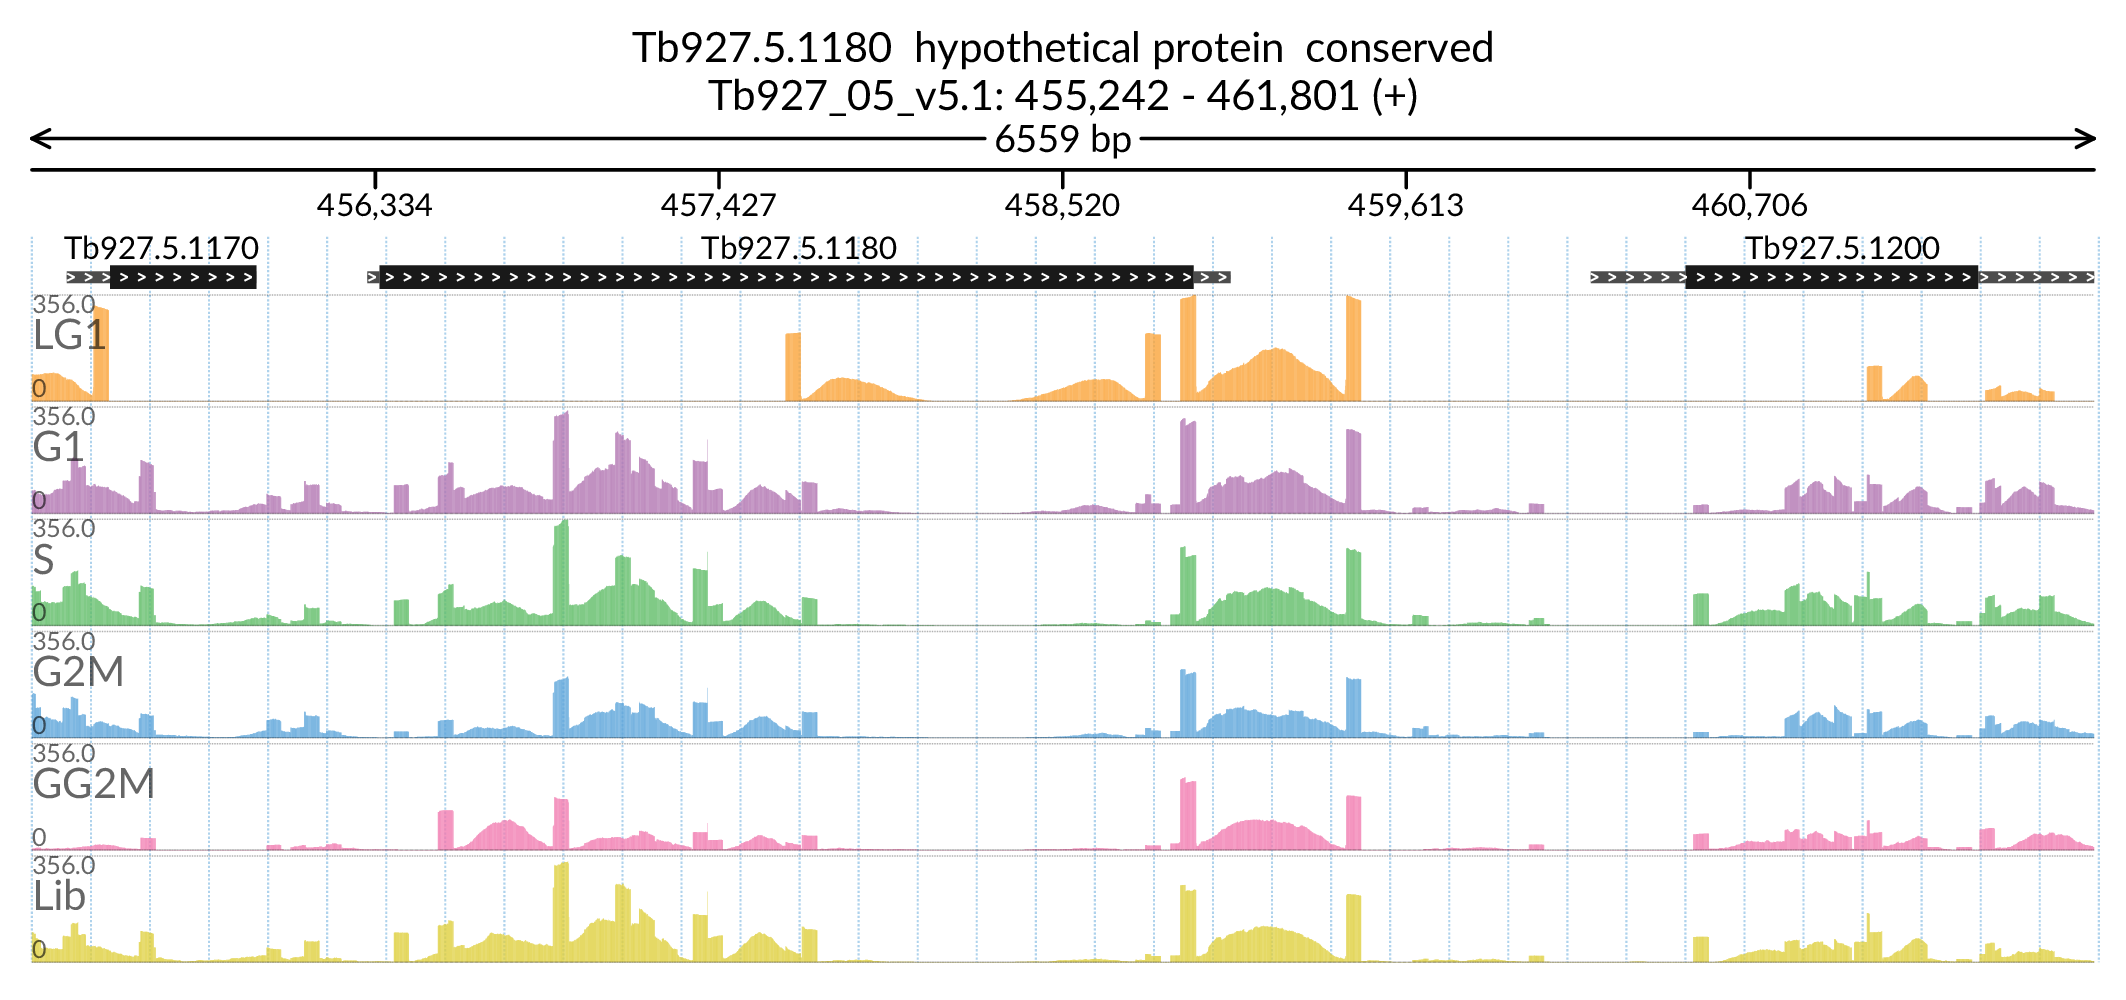 Tb927.5.1180  hypothetical protein  conserved
Tb927_05_v5.1: 455,242 - 461,801 (+)
6559 bp
456,334 457,427 458,520 459,613 460,706
Tb927.5.1170 Tb927.5.1180 Tb927.5.1200
356.0
LG1
0
356.0
G1
0
356.0
S
0
356.0
G2M
0
356.0
GG2M
0
356.0
Lib
0